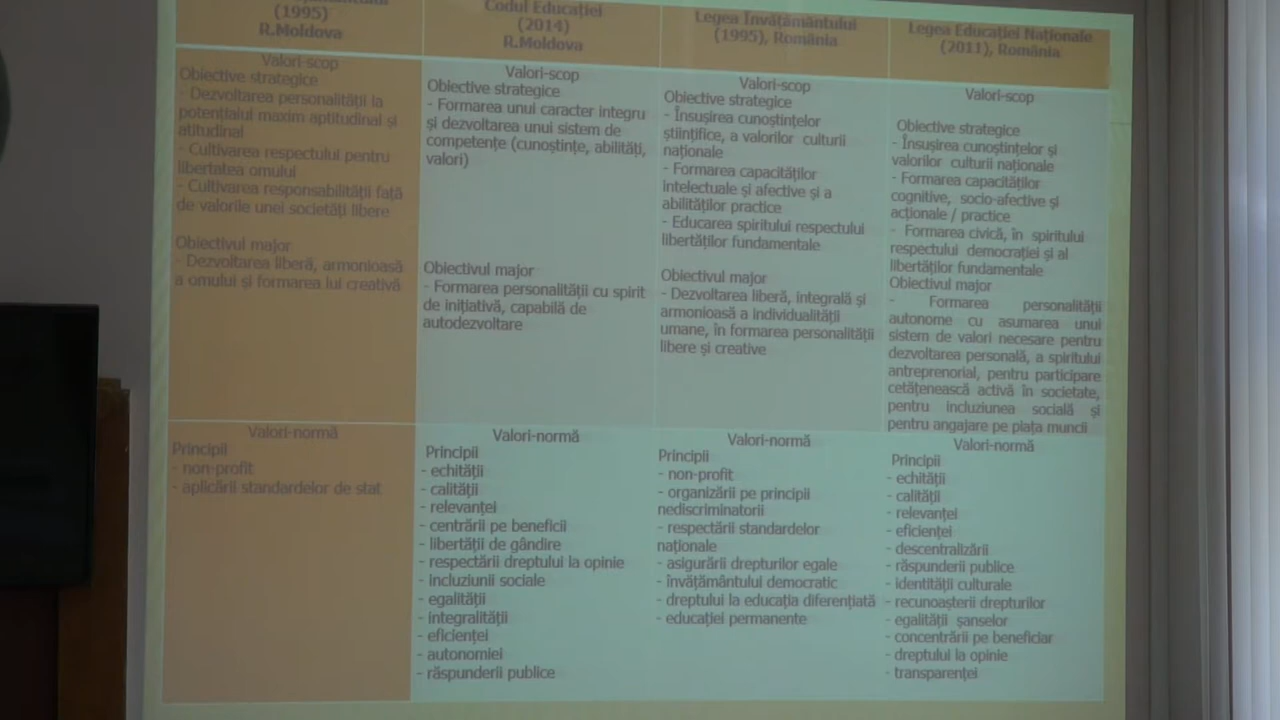 (1995)
R.Moldova
Valori-scop
Obiective strategice
- Dezvoltarea personalității la
potențialul maxim aptitudinal și
atitudinal
- Cultivarea respectului pentru
libertatea omului
- Cultivarea responsabilității față
de valorile unei societăți libere
Obiectivul major
- Dezvoltarea liberă, armonioasă
a omului și formarea lui creativă
Valori-normă
Principii
- non-profit
- aplicării standardelor de stat
Codul Educației
(2014)
R.Moldova
Valori-scop
Obiective strategice
- Formarea unui caracter integru
și dezvoltarea unui sistem de
competențe (cunoștințe, abilități,
valori)
Obiectivul major
- Formarea personalității cu spirit
de inițiativă, capabilă de
autodezvoltare
Valori-normă
Principii
- echității
- calității
- relevanței
- centrării pe beneficii
- libertății de gândire
- respectării dreptului la opinie
- incluziunii sociale
- egalității
- integralității
- eficienței
- autonomiei
- răspunderii publice
Legea Învățământului
(1995), România
Valori-scop
Obiective strategice
- Însușirea cunoștințelor
științifice, a valorilor culturii
naționale
- Formarea capacităților
intelectuale și afective și a
abilităților practice
- Educarea spiritului respectului
libertăților fundamentale
Obiectivul major
- Dezvoltarea liberă, integrală și
armonioasă a individualității
umane, în formarea personalității
libere și creative
Valori-normă
Principii
- non-profit
- organizării pe principii
nediscriminatorii
- respectării standardelor
naționale
- asigurării drepturilor egale
- învățământului democratic
- dreptului la educația diferențiată
- educației permanente
Legea Educației Naționale
(2011), România
Valori-scop
Obiective strategice
- Însușirea cunoștințelor și
valorilor culturii naționale
- Formarea capacităților
cognitive, socio-afective și
acționale / practice
- Formarea civică, în spiritului
respectului democrației și al
libertăților fundamentale
Obiectivul major
- Formarea personalității
autonome cu asumarea unui
sistem de valori necesare pentru
dezvoltarea personală, a spiritului
antreprenorial, pentru participare
cetățenească activă în societate,
pentru incluziunea socială și
pentru angajare pe plața muncii
Valori-normă
Principii
- echității
- calității
- relevanței
- eficienței
- descentralizării
- răspunderii publice
- identității culturale
- recunoașterii drepturilor
- egalității șanselor
- concentrării pe beneficiar
- dreptului la opinie
- transparenței